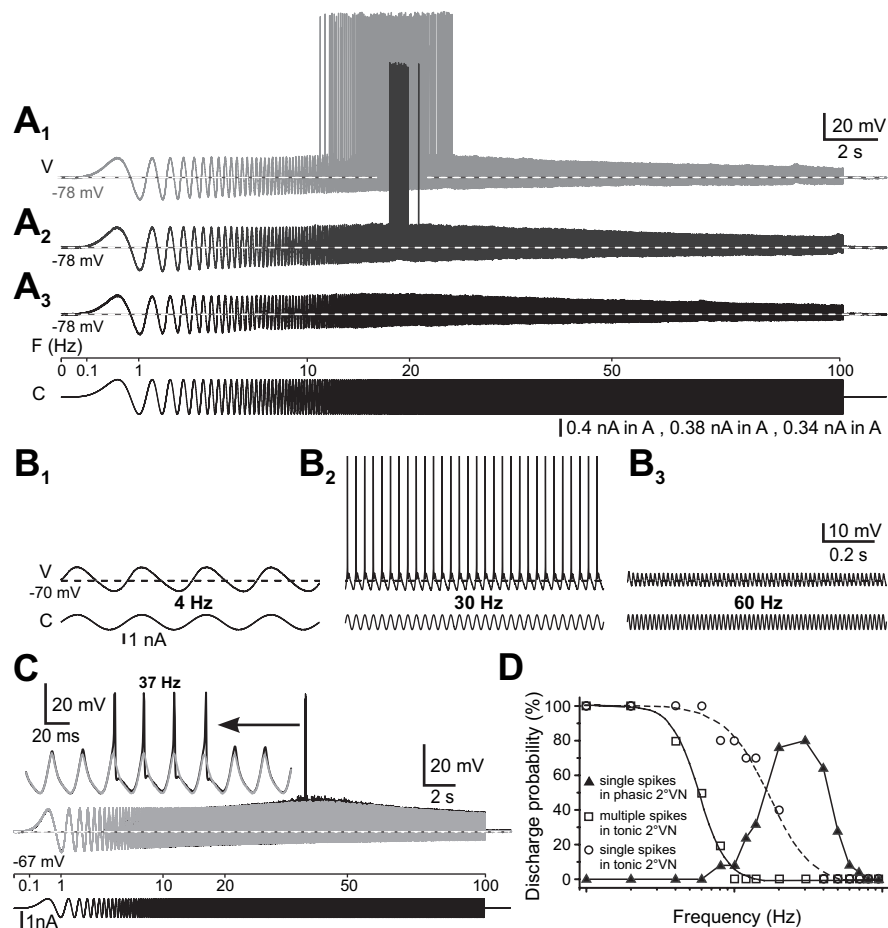 A1
20 mV
2 s
V
-78 mV
A2
-78 mV
A3
-78 mV
F (Hz)
0 0.1 1 10 20 50 100
C
0.4 nA in A , 0.38 nA in A , 0.34 nA in A
B1 B2 B3
10 mV
0.2 s
V
-70 mV
4 Hz 30 Hz 60 Hz
C
1 nA
C
37 Hz
20 mV
20 ms
20 mV
2 s
-67 mV
0.1 1 10 20 50 100
1nA
D
Discharge probability (%)
100
80
60
40
20
0
single spikes
in phasic 2°VN
multiple spikes
in tonic 2°VN
single spikes
in tonic 2°VN
Frequency (Hz)